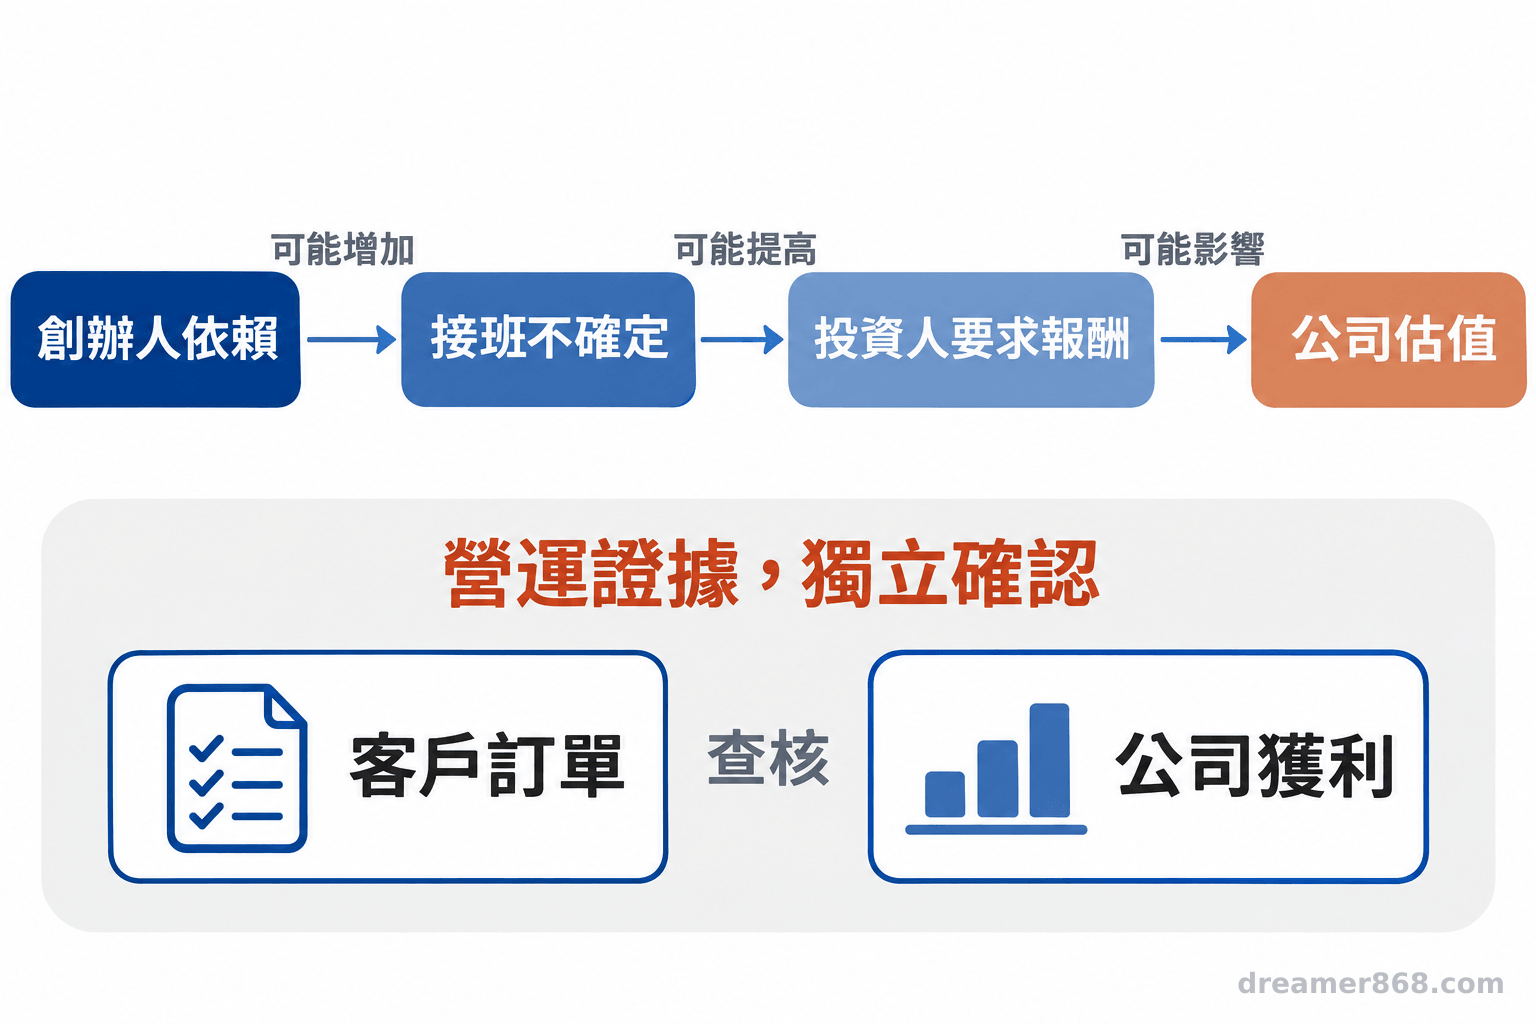 可能增加
可能提高
可能影響
創辦人依賴
接班不確定
投資人要求報酬
公司估值
營運證據，獨立確認
客戶訂單
查核
公司獲利
dreamer868.com